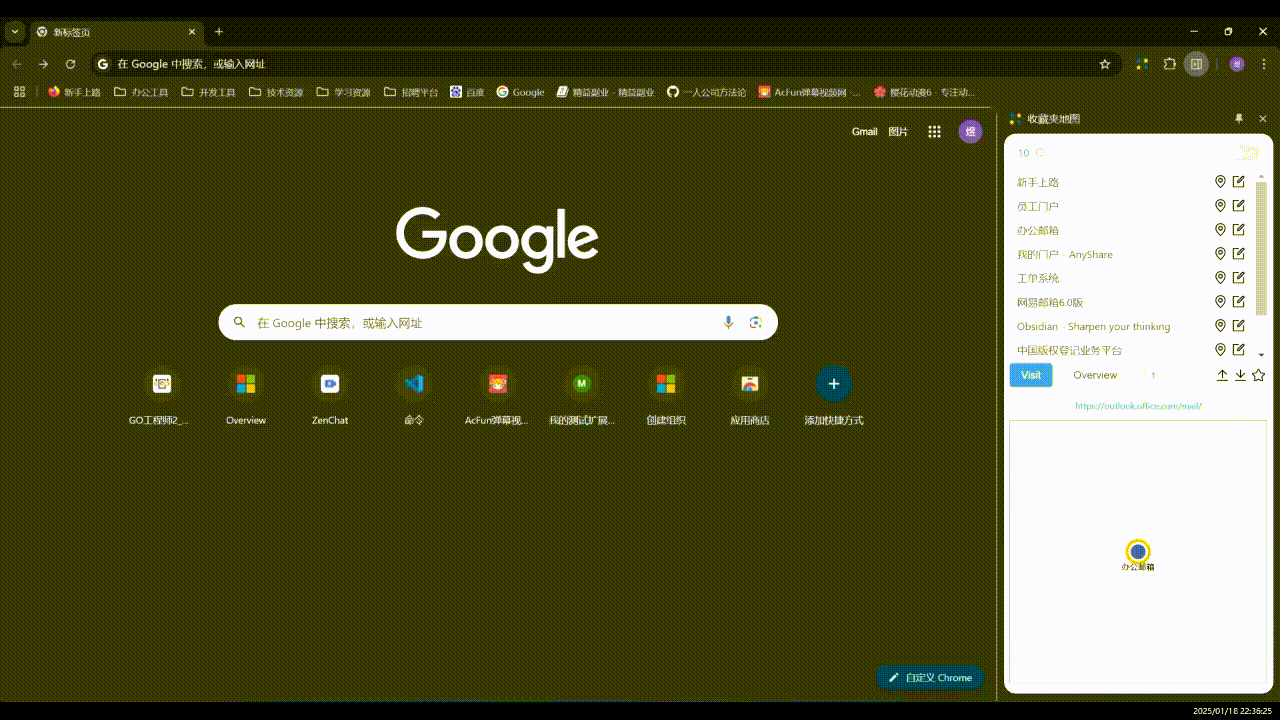 新标签页
在 Google 中搜索，或输入网址
新手上路 办公工具 开发工具 技术资源 学习资源 招聘平台 百度 Google 精益副业 - 精益副业 一人公司方法论 AcFun弹幕视频网 -... 樱花动漫6 - 专注动...
收藏夹地图
Gmail 图片 煜
10
新手上路
员工门户
办公邮箱
我的门户 - AnyShare
工单系统
网易邮箱6.0版
Obsidian - Sharpen your thinking
中国版权登记业务平台
Visit Overview 1
https://outlook.office.com/mail/
办公邮箱
Google
在 Google 中搜索，或输入网址
GO工程师2_... Overview ZenChat 命令 AcFun弹幕视... 我的测试扩展... 创建组织 应用商店 添加快捷方式
自定义 Chrome
2025/01/18 22:36:25